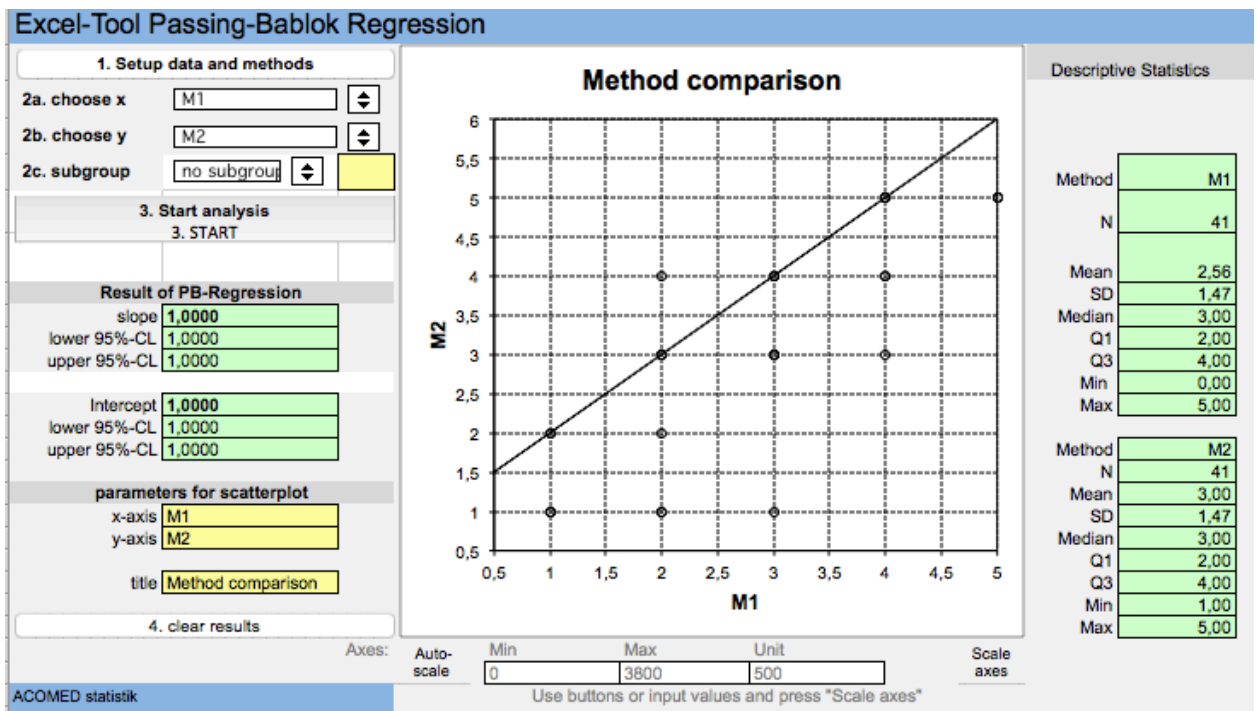 Excel-Tool Passing-Bablok Regression
1. Setup data and methods
2a. choose x M1
2b. choose y M2
2c. subgroup no subgroup
3. Start analysis
3. START
Result of PB-Regression
slope 1,0000
lower 95%-CL 1,0000
upper 95%-CL 1,0000
Intercept 1,0000
lower 95%-CL 1,0000
upper 95%-CL 1,0000
parameters for scatterplot
x-axis M1
y-axis M2
title Method comparison
4. clear results
ACOMED statistik
Method comparison
M2
6
5,5
5
4,5
4
3,5
3
2,5
2
1,5
1
0,5
0,5 1 1,5 2 2,5 3 3,5 4 4,5 5
M1
Axes: Auto-scale Min Max Unit Scale axes
0 3800 500
Use buttons or input values and press "Scale axes"
Descriptive Statistics
Method M1
N 41
Mean 2,56
SD 1,47
Median 3,00
Q1 2,00
Q3 4,00
Min 0,00
Max 5,00
Method M2
N 41
Mean 3,00
SD 1,47
Median 3,00
Q1 2,00
Q3 4,00
Min 1,00
Max 5,00